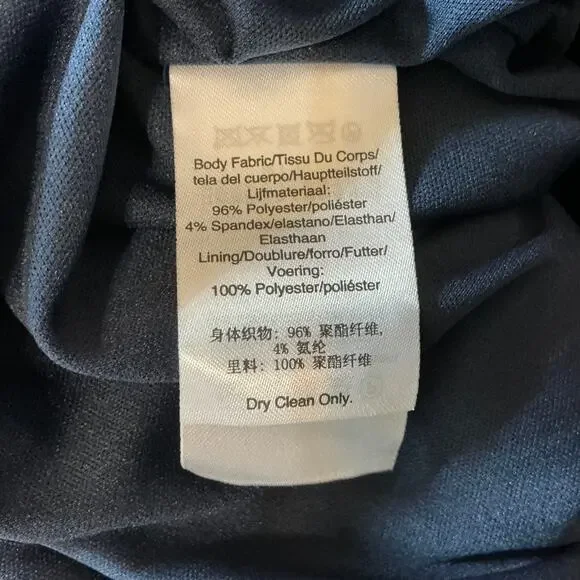 Body Fabric/Tissu Du Corps/
tela del cuerpo/Hauptteilstoff/
Lijfmateriaal:
96% Polyester/poliéster
4% Spandex/elastano/Elasthan/
Elasthaan
Lining/Doublure/forro/Futter/
Voering:
100% Polyester/poliéster
身体织物: 96% 聚酯纤维,
4% 氨纶
里料: 100% 聚酯纤维
Dry Clean Only.